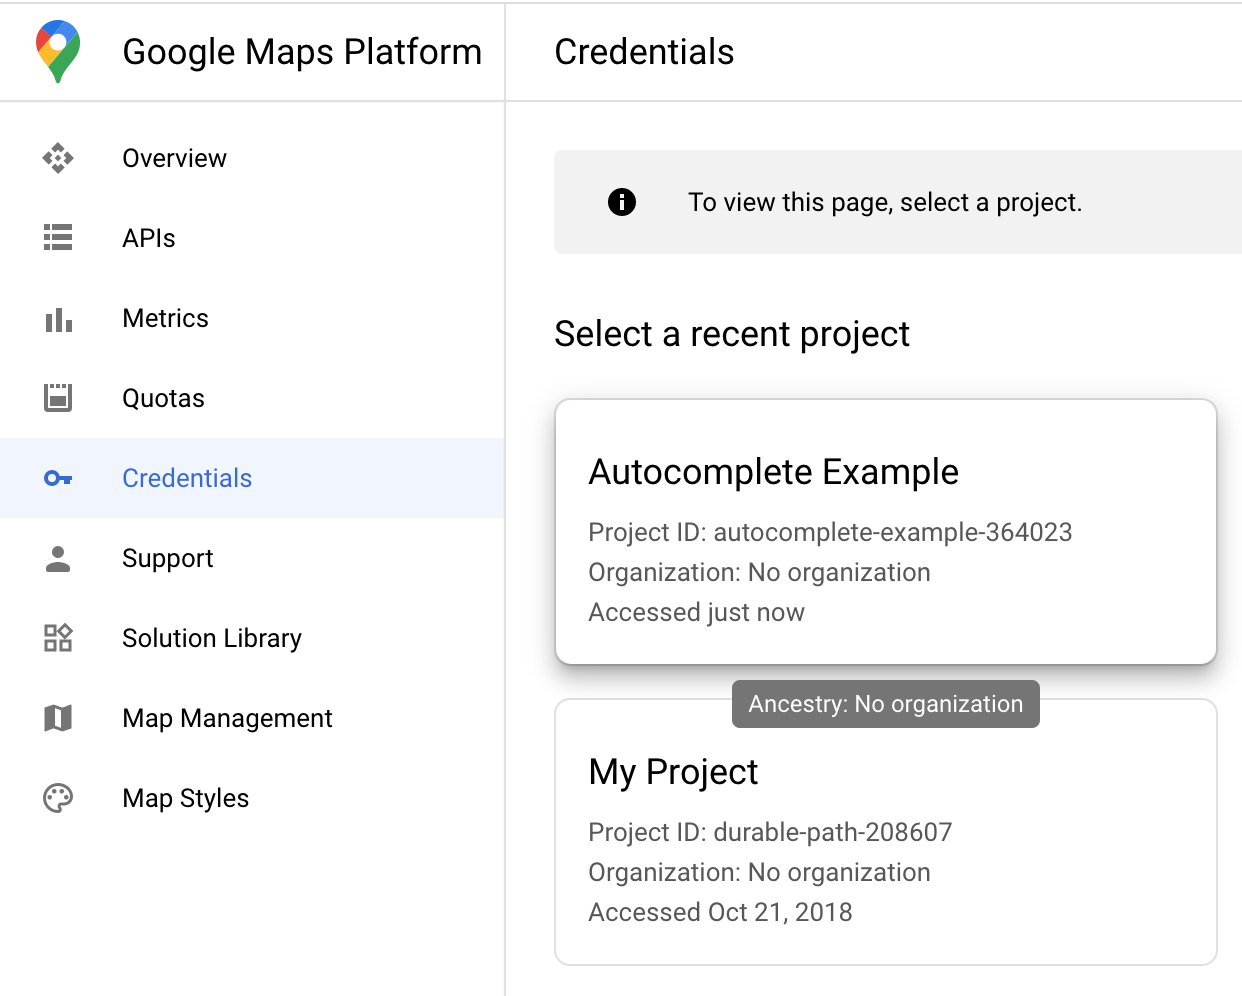 Google Maps Platform
Credentials
Overview
APIs
Metrics
Quotas
Credentials
Support
Solution Library
Map Management
Map Styles
To view this page, select a project.
Select a recent project
Autocomplete Example
Project ID: autocomplete-example-364023
Organization: No organization
Accessed just now
Ancestry: No organization
My Project
Project ID: durable-path-208607
Organization: No organization
Accessed Oct 21, 2018